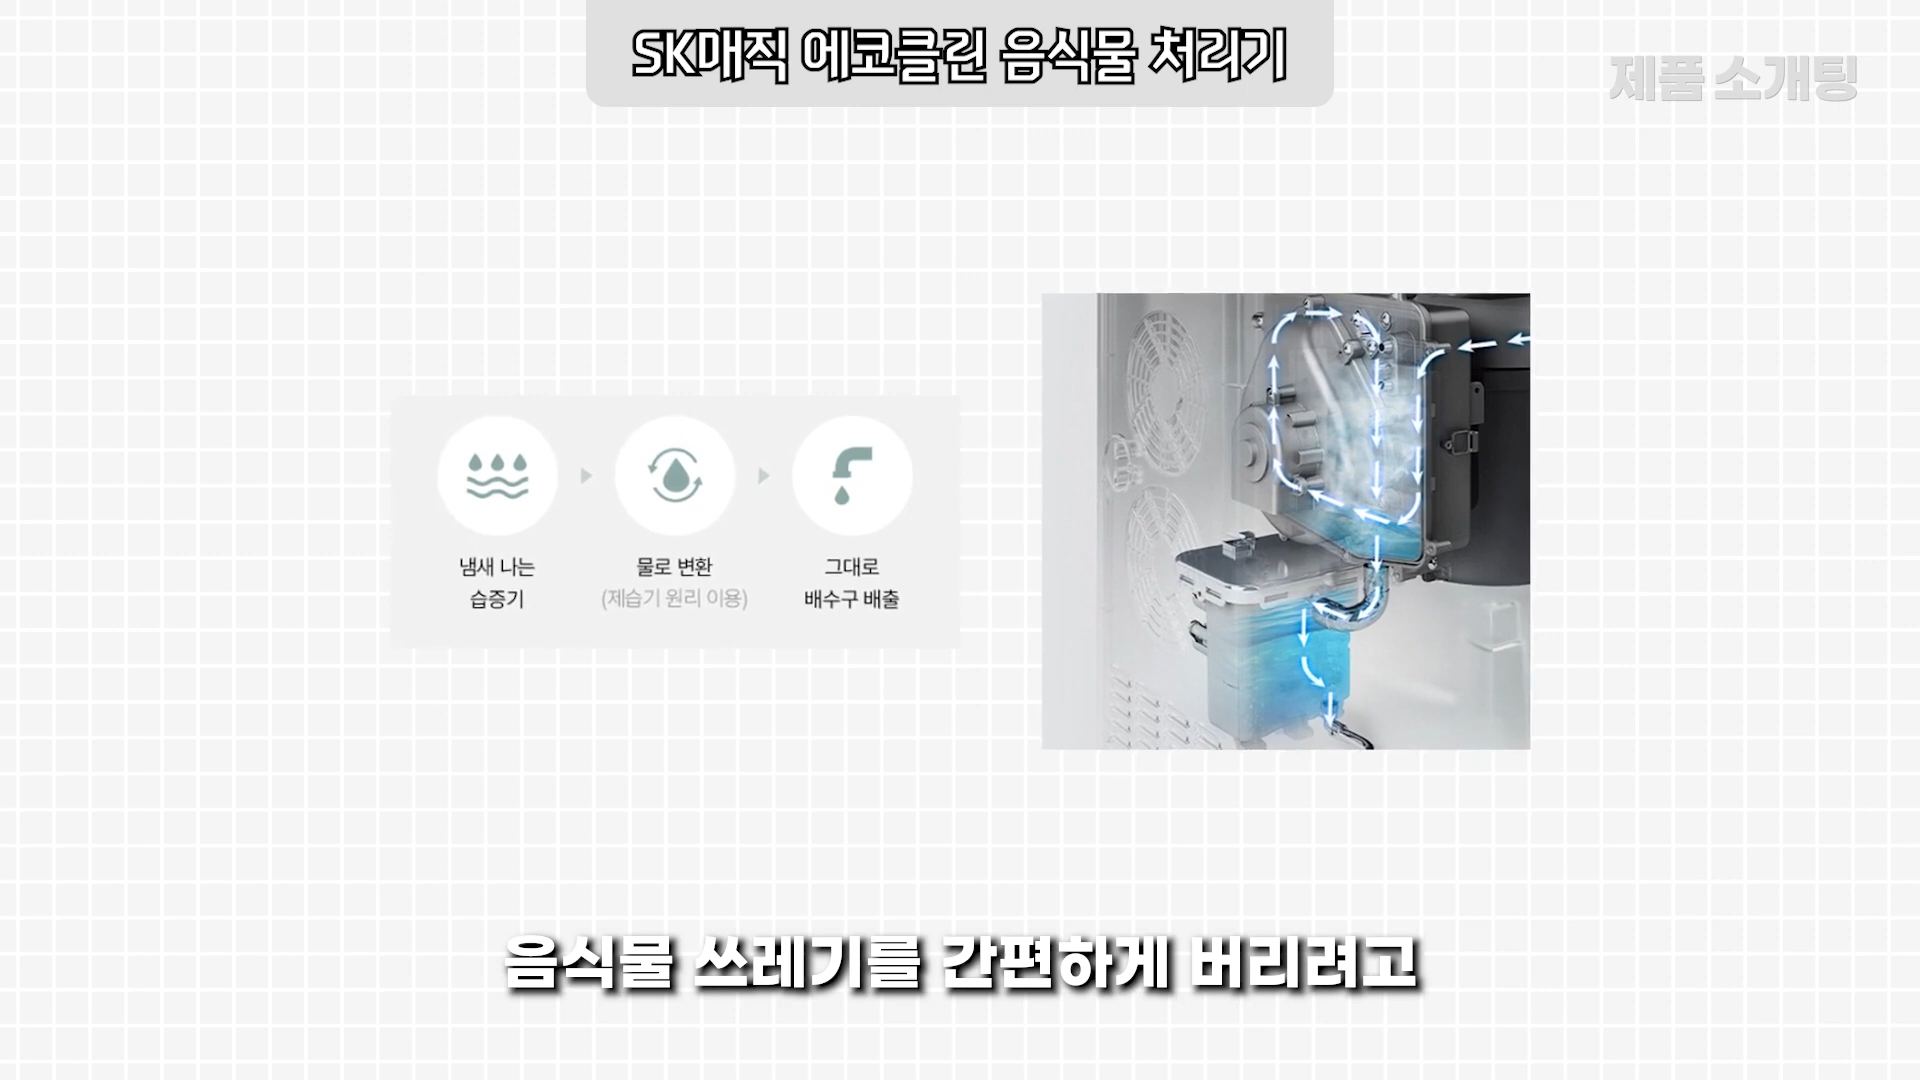 SK매직 에코클린 음식물 처리기
제품 소개팅
냄새 나는
습증기
물로 변환
(제습기 원리 이용)
그대로
배수구 배출
음식물 쓰레기를 간편하게 버리려고